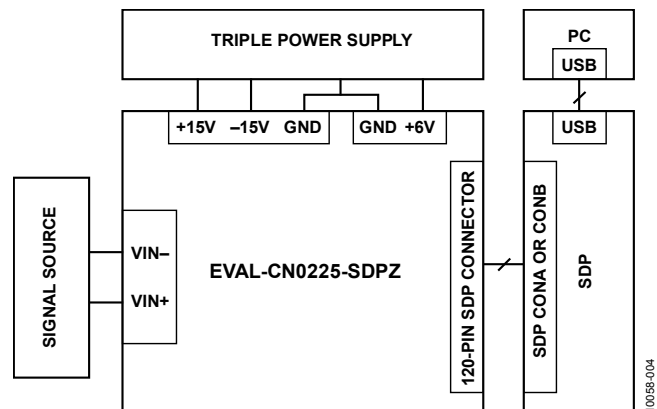 TRIPLE POWER SUPPLY
PC
USB
+15V –15V GND
GND +6V
USB
SIGNAL SOURCE
VIN–
VIN+
EVAL-CN0225-SDPZ
120-PIN SDP CONNECTOR
SDP CONA OR CONB
SDP
10058-004